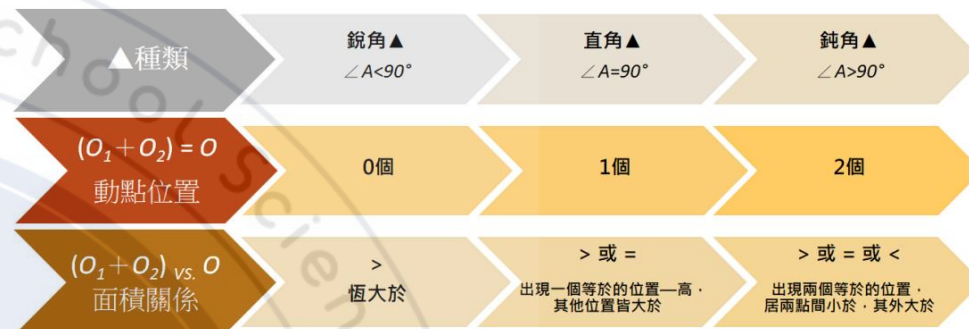 ▲種類
銳角▲
∠A<90°
直角▲
∠A=90°
鈍角▲
∠A>90°
(O₁+O₂) = O
動點位置
0個
1個
2個
(O₁+O₂) vs. O
面積關係
>
恆大於
> 或 =
出現一個等於的位置—高，
其他位置皆大於
> 或 = 或 <
出現兩個等於的位置，
居兩點間小於，其外大於
chool Scien